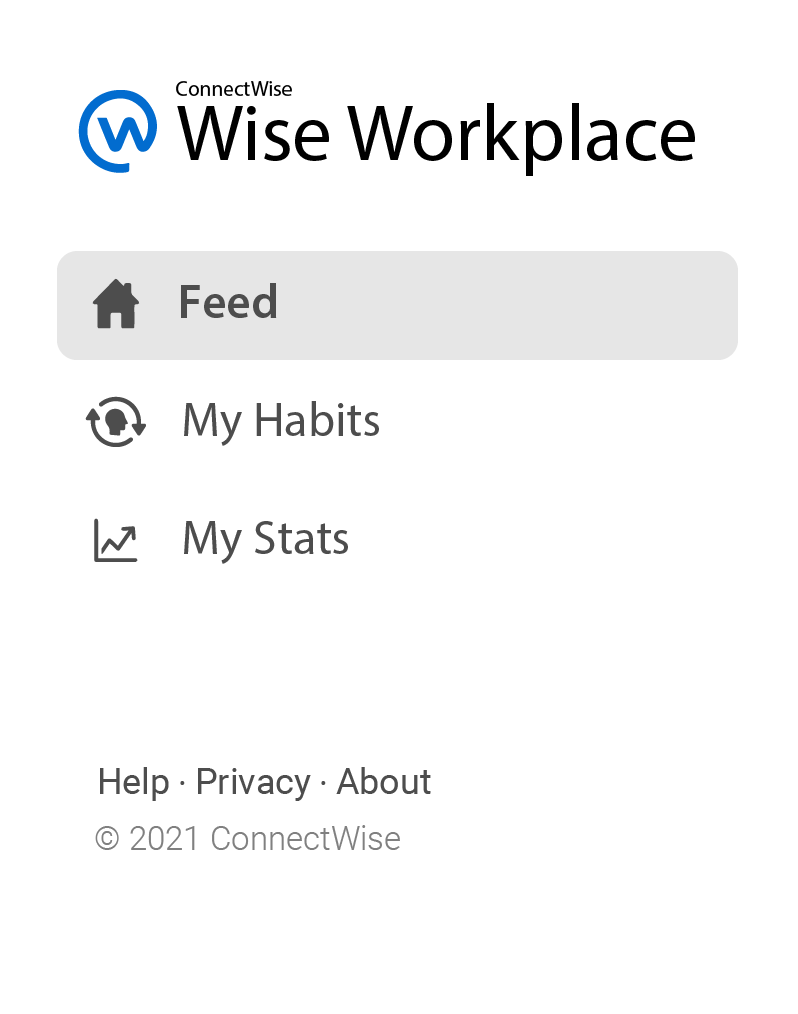 ConnectWise
Wise Workplace
Feed
My Habits
My Stats
Help · Privacy · About
© 2021 ConnectWise